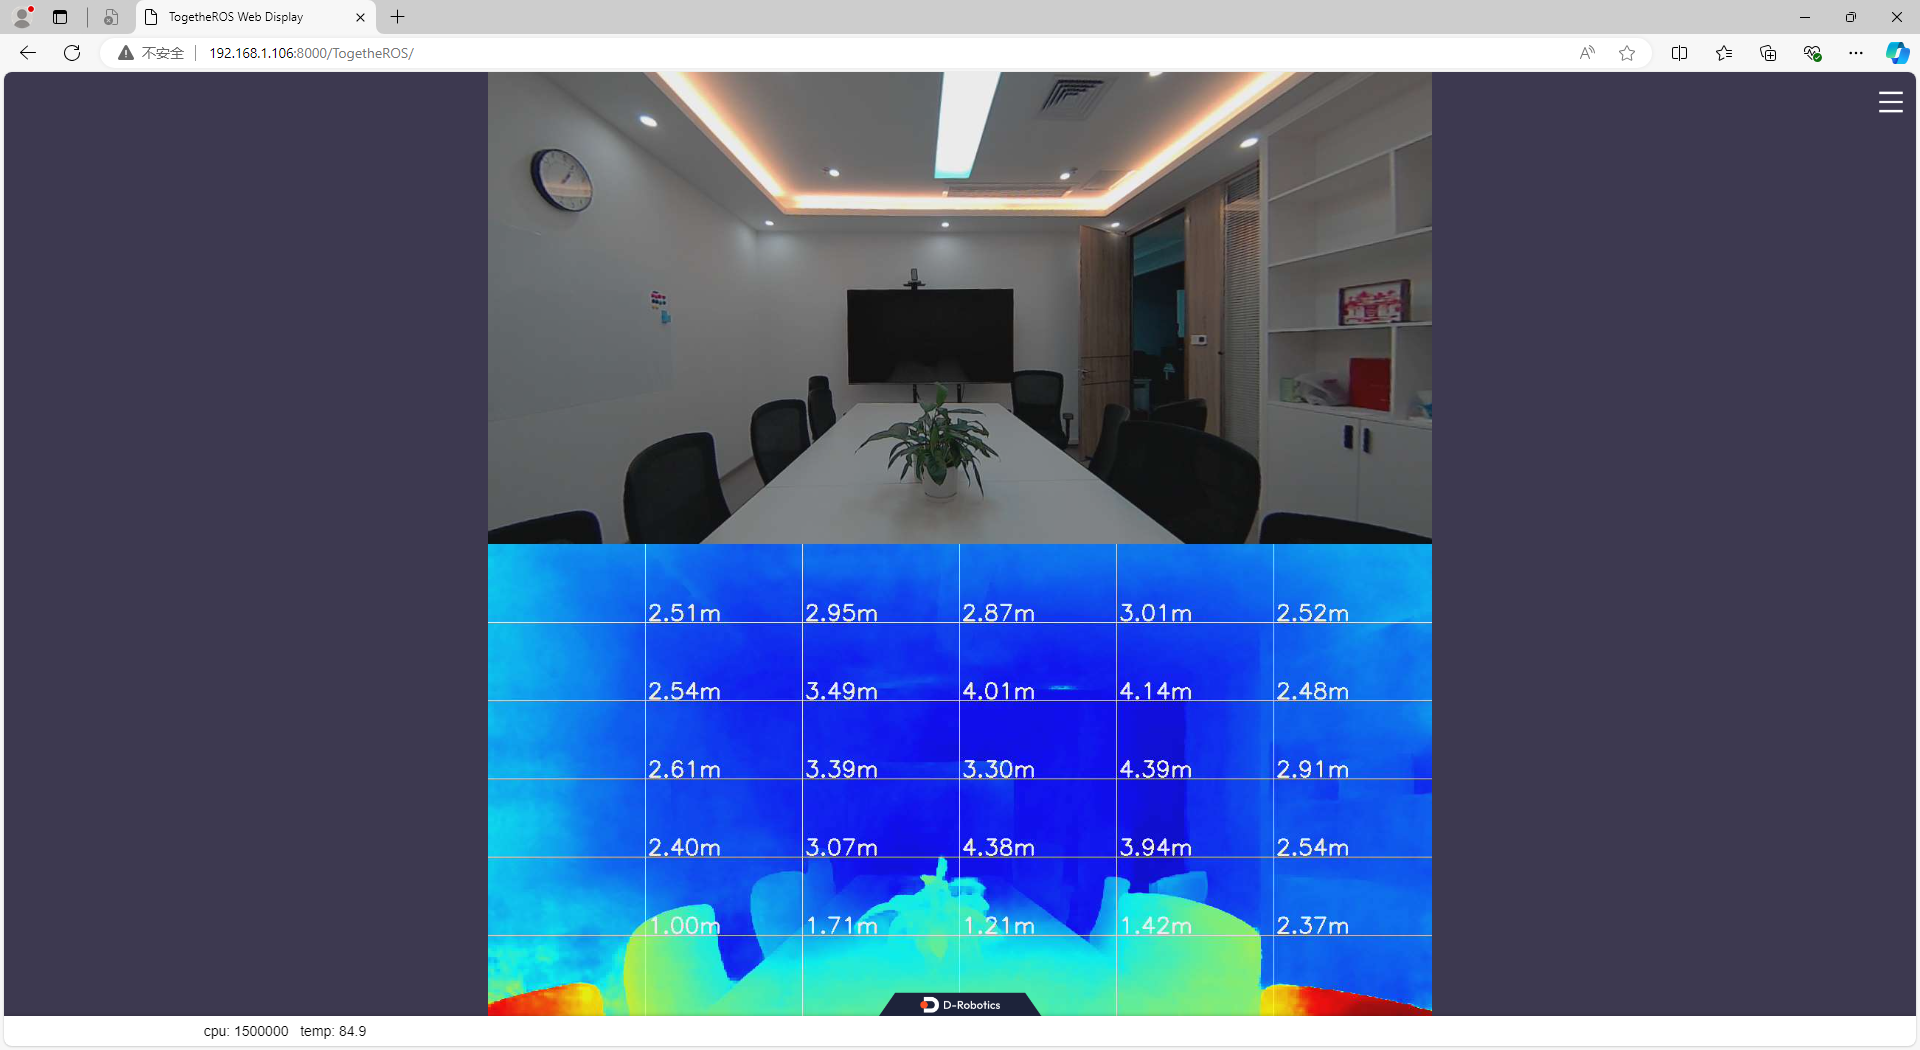 TogetheROS Web Display
不安全
192.168.1.106:8000/TogetheROS/
2.51m 2.95m 2.87m 3.01m 2.52m
2.54m 3.49m 4.01m 4.14m 2.48m
2.61m 3.39m 3.30m 4.39m 2.91m
2.40m 3.07m 4.38m 3.94m 2.54m
1.00m 1.71m 1.21m 1.42m 2.37m
D-Robotics
cpu: 1500000 temp: 84.9